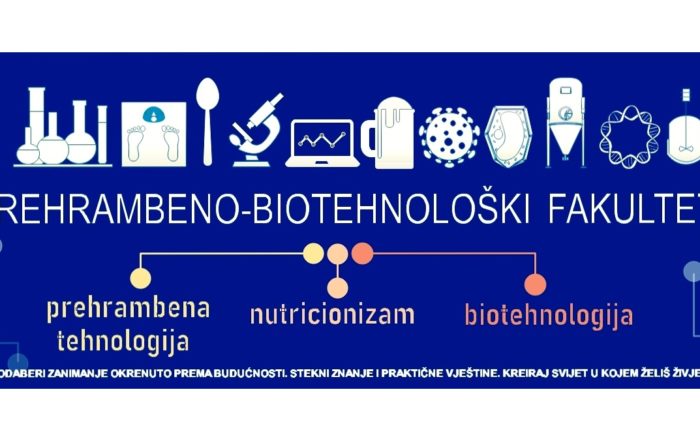 REHRAMBENO-BIOTEHNOLOŠKI FAKULTET
prehrambena
tehnologija
nutricionizam
biotehnologija
ODABERI ZANIMANJE OKRENUTO PREMA BUDUĆNOSTI. STEKNI ZNANJE I PRAKTIČNE VJEŠTINE. KREIRAJ SVIJET U KOJEM ŽELIŠ ŽIVJE